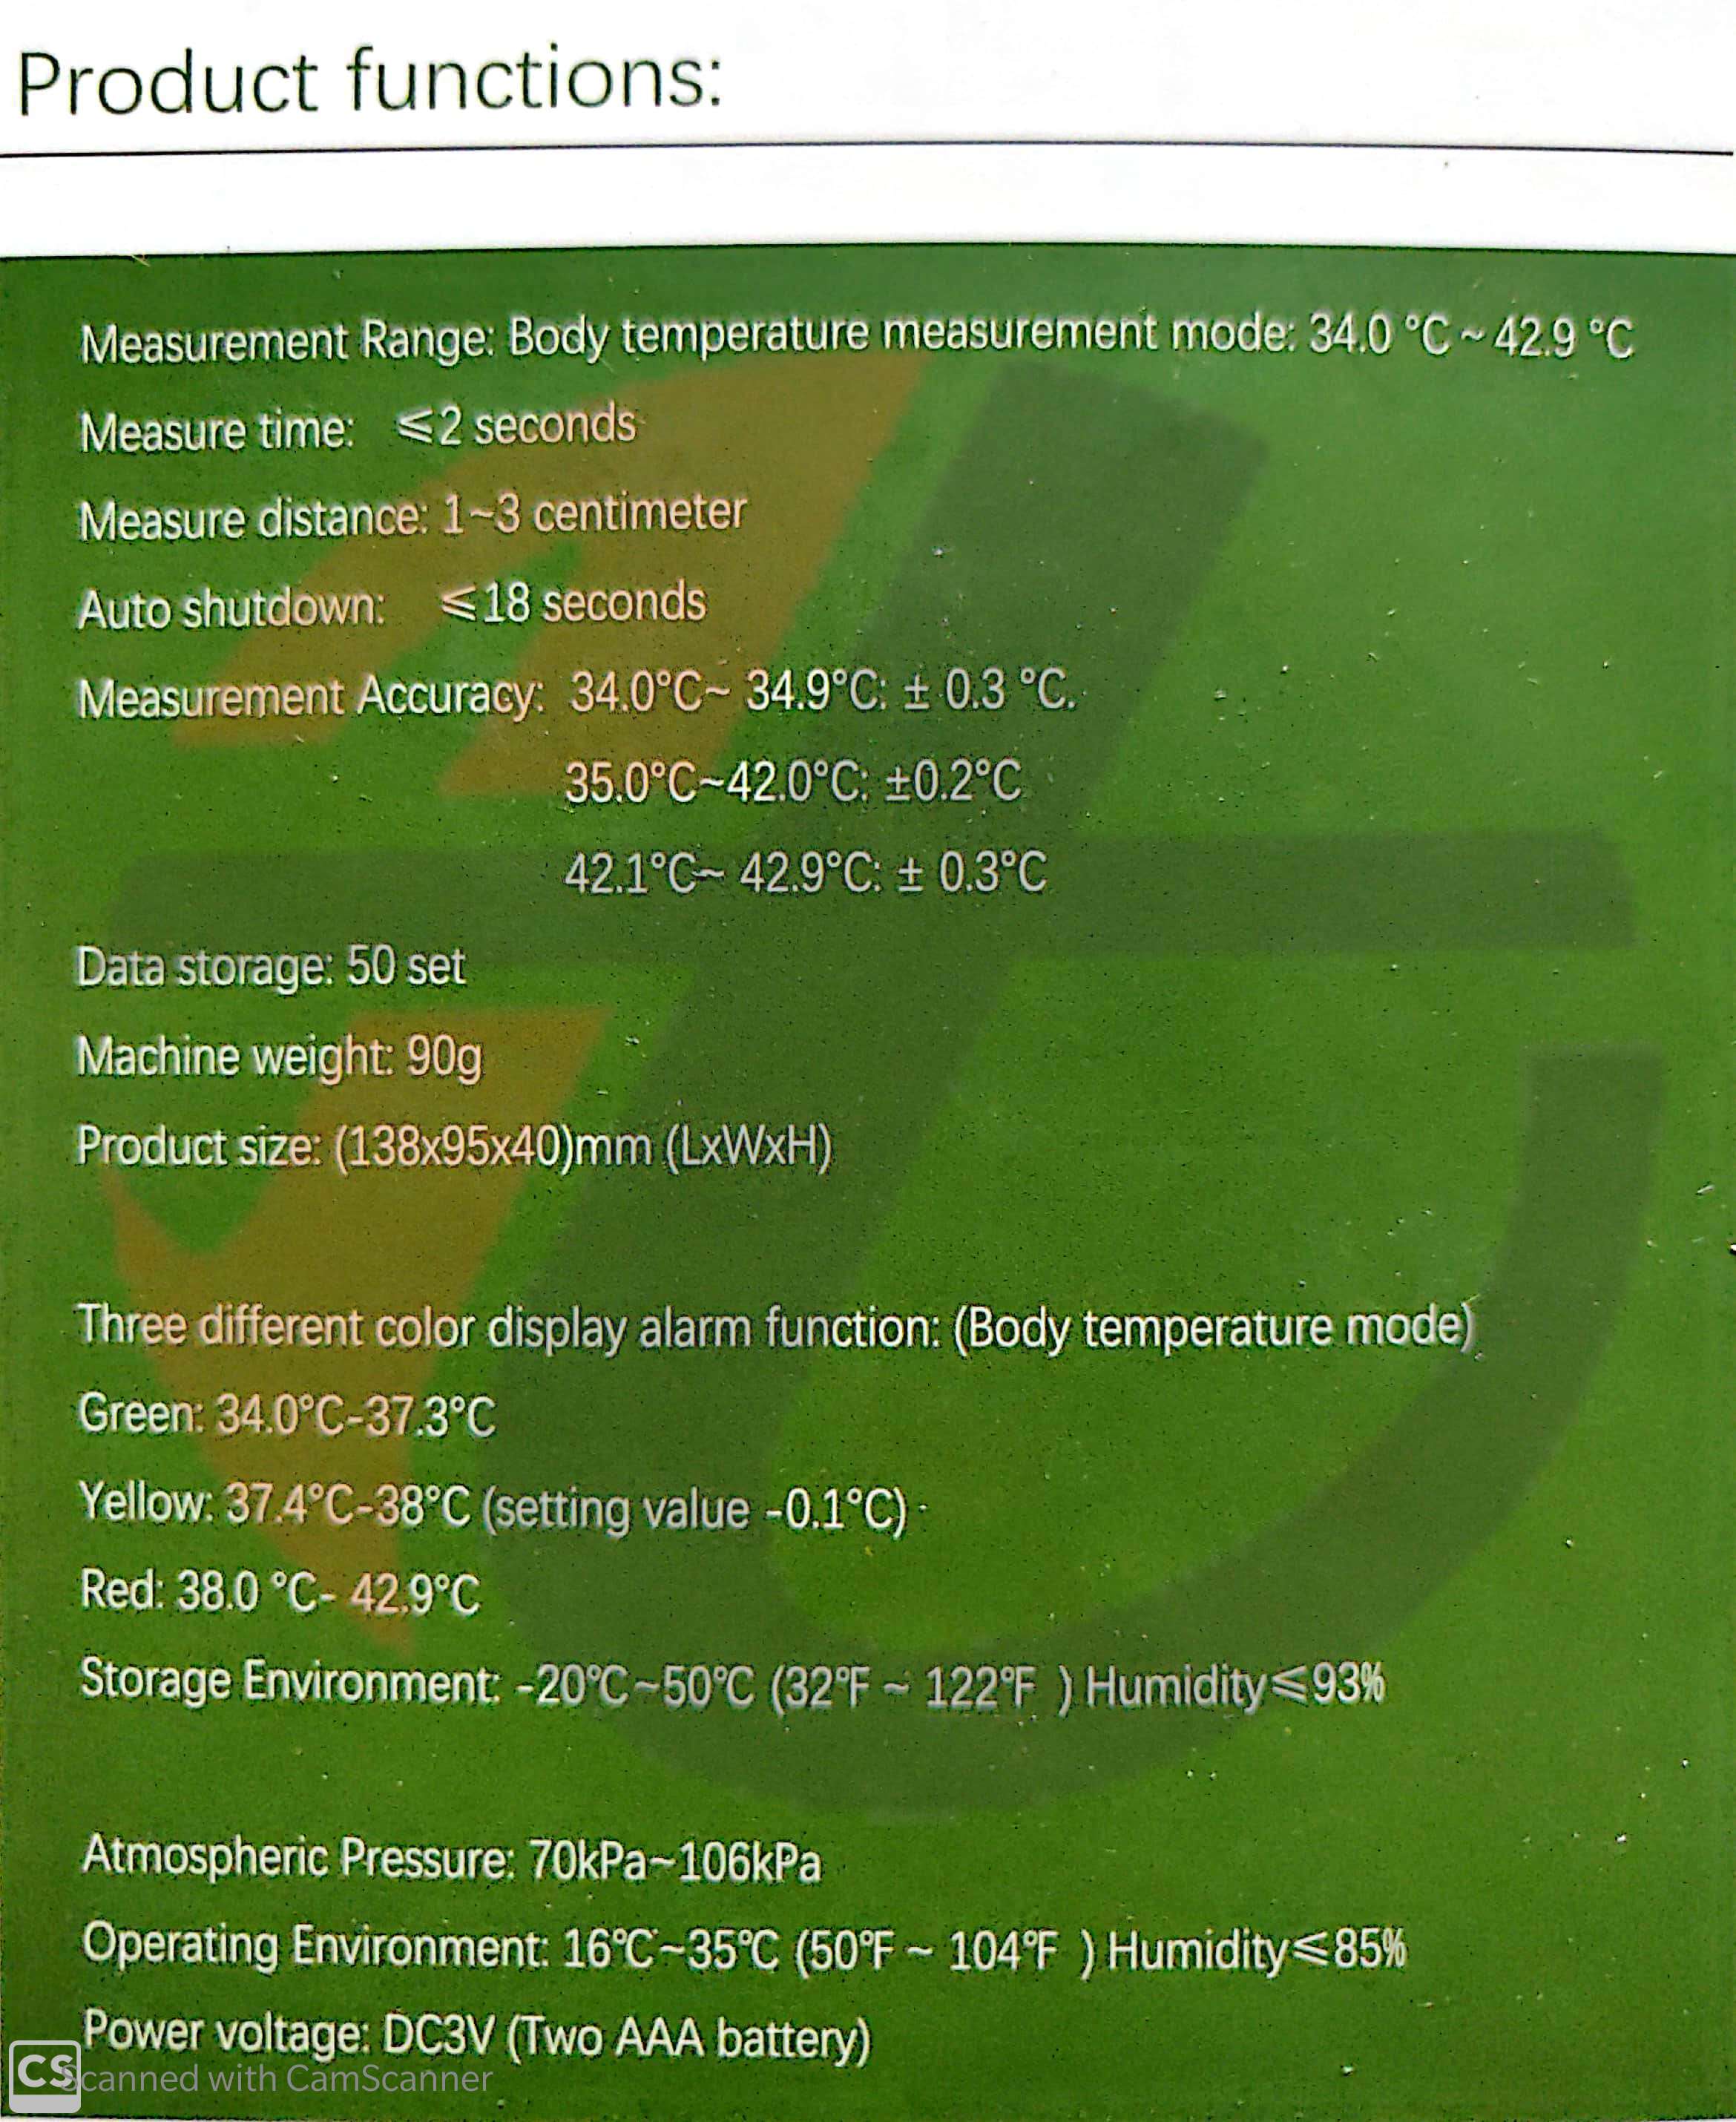 Product functions:
Measurement Range: Body temperature measurement mode: 34.0 °C ~ 42.9 °C
Measure time: ≤2 seconds
Measure distance: 1~3 centimeter
Auto shutdown: ≤18 seconds
Measurement Accuracy: 34.0°C~ 34.9°C: ± 0.3 °C.
35.0°C~42.0°C: ±0.2°C
42.1°C~ 42.9°C: ± 0.3°C
Data storage: 50 set
Machine weight: 90g
Product size: (138x95x40)mm (LxWxH)
Three different color display alarm function: (Body temperature mode)
Green: 34.0°C-37.3°C
Yellow: 37.4°C-38°C (setting value -0.1°C)
Red: 38.0 °C- 42.9°C
Storage Environment: -20℃~50℃ (32℉ ~ 122℉ ) Humidity≤93%
Atmospheric Pressure: 70kPa~106kPa
Operating Environment: 16℃~35℃ (50℉ ~ 104℉ ) Humidity≤85%
Power voltage: DC3V (Two AAA battery)
CS Scanned with CamScanner